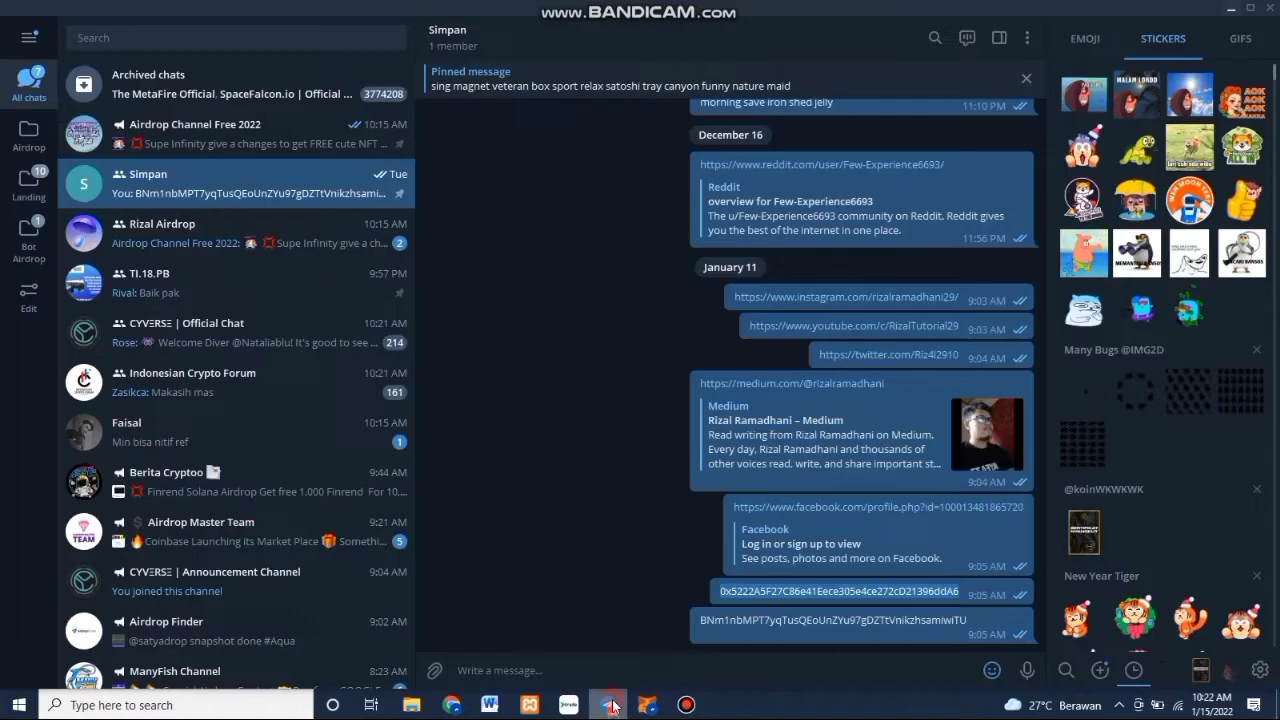 www.BANDICAM.com
Search
7
All chats
Airdrop
10
Landing
1
Bot
Airdrop
Edit
Archived chats
The MetaFire Official, SpaceFalcon.io | Official ... 3774208
Airdrop Channel Free 2022 10:15 AM
Supe Infinity give a changes to get FREE cute NFT ...
S
Simpan Tue
You: BNm1nbMPT7yqTusQEoUnZYu97gDZTtVnikzhsami...
Rizal Airdrop 10:15 AM
Airdrop Channel Free 2022: Supe Infinity give a ch... 2
TI.18.PB 9:57 PM
Rival: Baik pak
CYVERSE | Official Chat 10:21 AM
Rose: Welcome Diver @Nataliablu! It's good to see ... 214
Indonesian Crypto Forum 10:21 AM
Zasikca: Makasih mas 161
Faisal 10:15 AM
Min bisa nitif ref 1
Berita Cryptoo 9:44 AM
Finrend Solana Airdrop Get free 1.000 Finrend For 10....
Airdrop Master Team 9:21 AM
Coinbase Launching its Market Place Someth... 5
CYVERSE | Announcement Channel 9:04 AM
You joined this channel
Airdrop Finder 9:02 AM
@satyadrop snapshot done #Aqua
ManyFish Channel 8:23 AM
Simpan
1 member
Pinned message
sing magnet veteran box sport relax satoshi tray canyon funny nature maid
morning save iron shed jelly
11:10 PM
December 16
https://www.reddit.com/user/Few-Experience6693/
Reddit
overview for Few-Experience6693
The u/Few-Experience6693 community on Reddit. Reddit gives
you the best of the internet in one place.
11:56 PM
January 11
https://www.instagram.com/rizalramadhani29/ 9:03 AM
https://www.youtube.com/c/RizalTutorial29 9:03 AM
https://twitter.com/Riz4l2910 9:04 AM
https://medium.com/@rizalramadhani
Medium
Rizal Ramadhani – Medium
Read writing from Rizal Ramadhani on Medium.
Every day, Rizal Ramadhani and thousands of
other voices read, write, and share important st...
9:04 AM
https://www.facebook.com/profile.php?id=100013481865720
Facebook
Log in or sign up to view
See posts, photos and more on Facebook.
9:05 AM
0x5222A5F27C86e41Eece305e4ce272cD21396ddA6 9:05 AM
BNm1nbMPT7yqTusQEoUnZYu97gDZTtVnikzhsamiwiTU
9:05 AM
Write a message...
EMOJI STICKERS GIFS
MALAM LORDD
AOK
AOK
Many Bugs @IMG2D
@koinWKWKWK
New Year Tiger
Type here to search
27°C Berawan
10:22 AM
1/15/2022